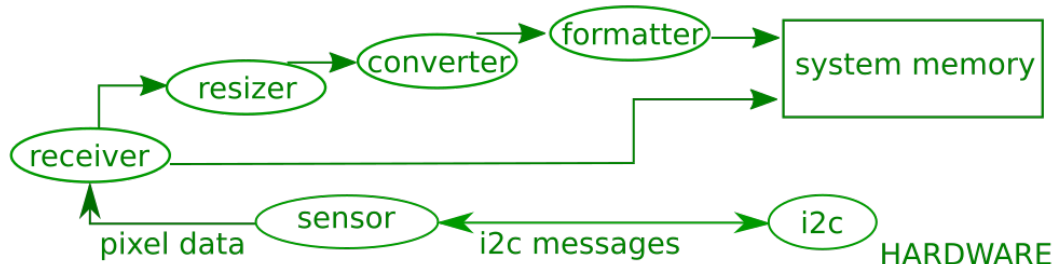 formatter
converter
system memory
resizer
receiver
sensor
i2c
pixel data
i2c messages
HARDWARE